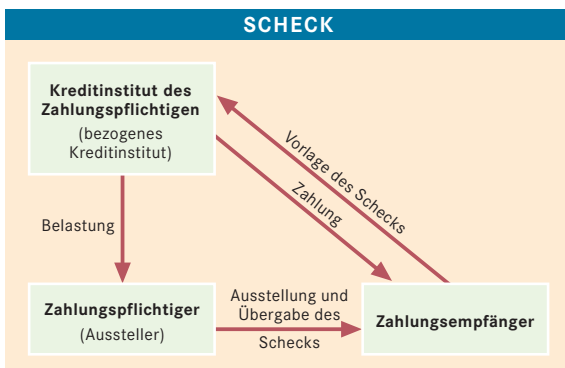 SCHECK
Kreditinstitut des
Zahlungspflichtigen
(bezogenes
Kreditinstitut)
Vorlage des Schecks
Zahlung
Belastung
Zahlungspflichtiger
(Aussteller)
Ausstellung und
Übergabe des
Schecks
Zahlungsempfänger